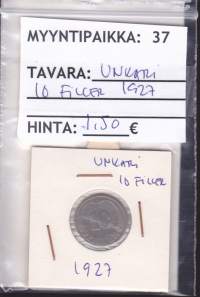 MYYNTIPAIKKA: 37
TAVARA: UNKARI
10 FILLER 1927
HINTA: 1,50 €
UNKARI
10 FILLER
1927